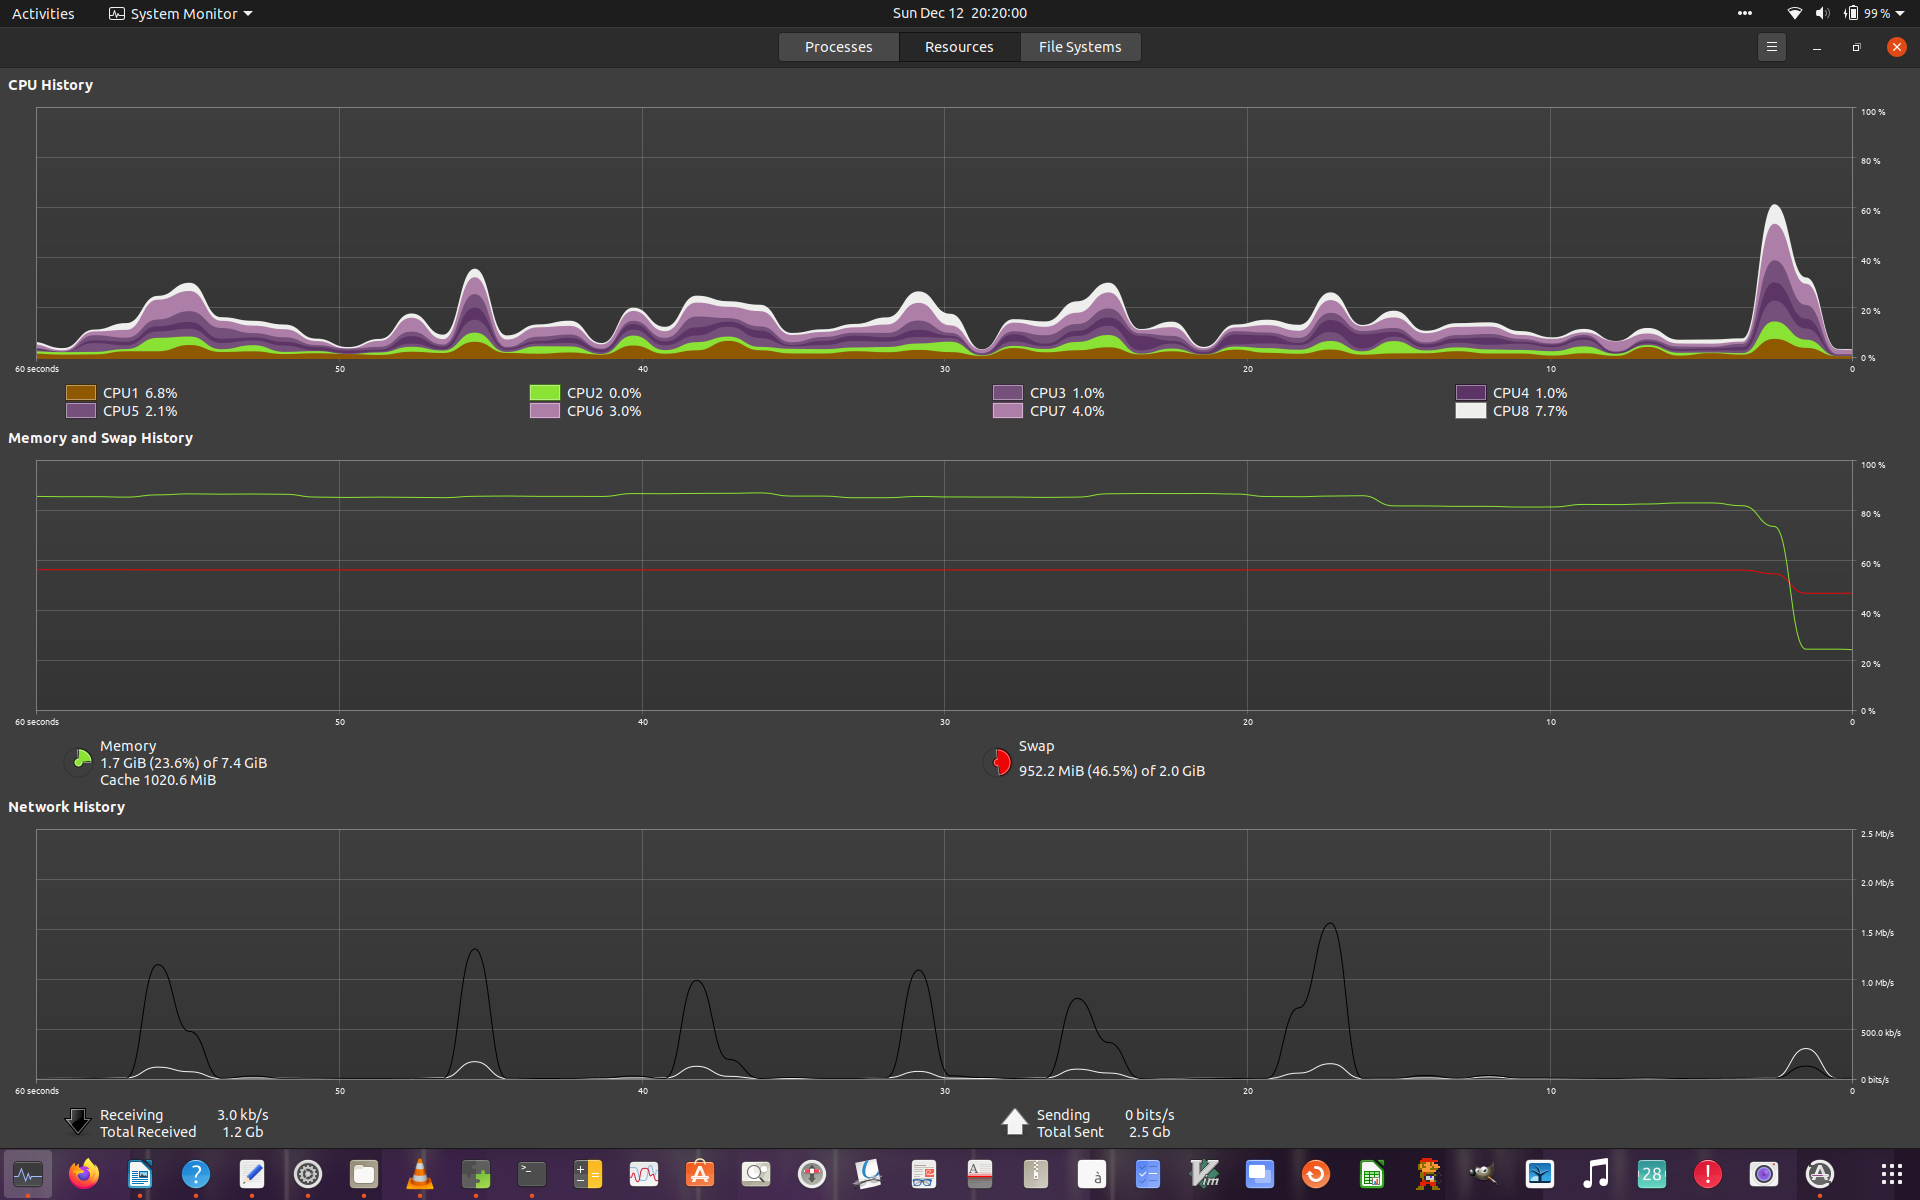 Activities System Monitor Sun Dec 12 20:20:00 99 %
Processes Resources File Systems
CPU History
100 %
80 %
60 %
40 %
20 %
0 %
60 seconds 50 40 30 20 10 0
CPU1 6.8% CPU2 0.0% CPU3 1.0% CPU4 1.0%
CPU5 2.1% CPU6 3.0% CPU7 4.0% CPU8 7.7%
Memory and Swap History
100 %
80 %
60 %
40 %
20 %
0 %
60 seconds 50 40 30 20 10 0
Memory Swap
1.7 GiB (23.6%) of 7.4 GiB 952.2 MiB (46.5%) of 2.0 GiB
Cache 1020.6 MiB
Network History
2.5 Mb/s
2.0 Mb/s
1.5 Mb/s
1.0 Mb/s
500.0 kb/s
0 bits/s
60 seconds 50 40 30 20 10 0
Receiving 3.0 kb/s Sending 0 bits/s
Total Received 1.2 Gb Total Sent 2.5 Gb
? >_ A à Vim 28 !